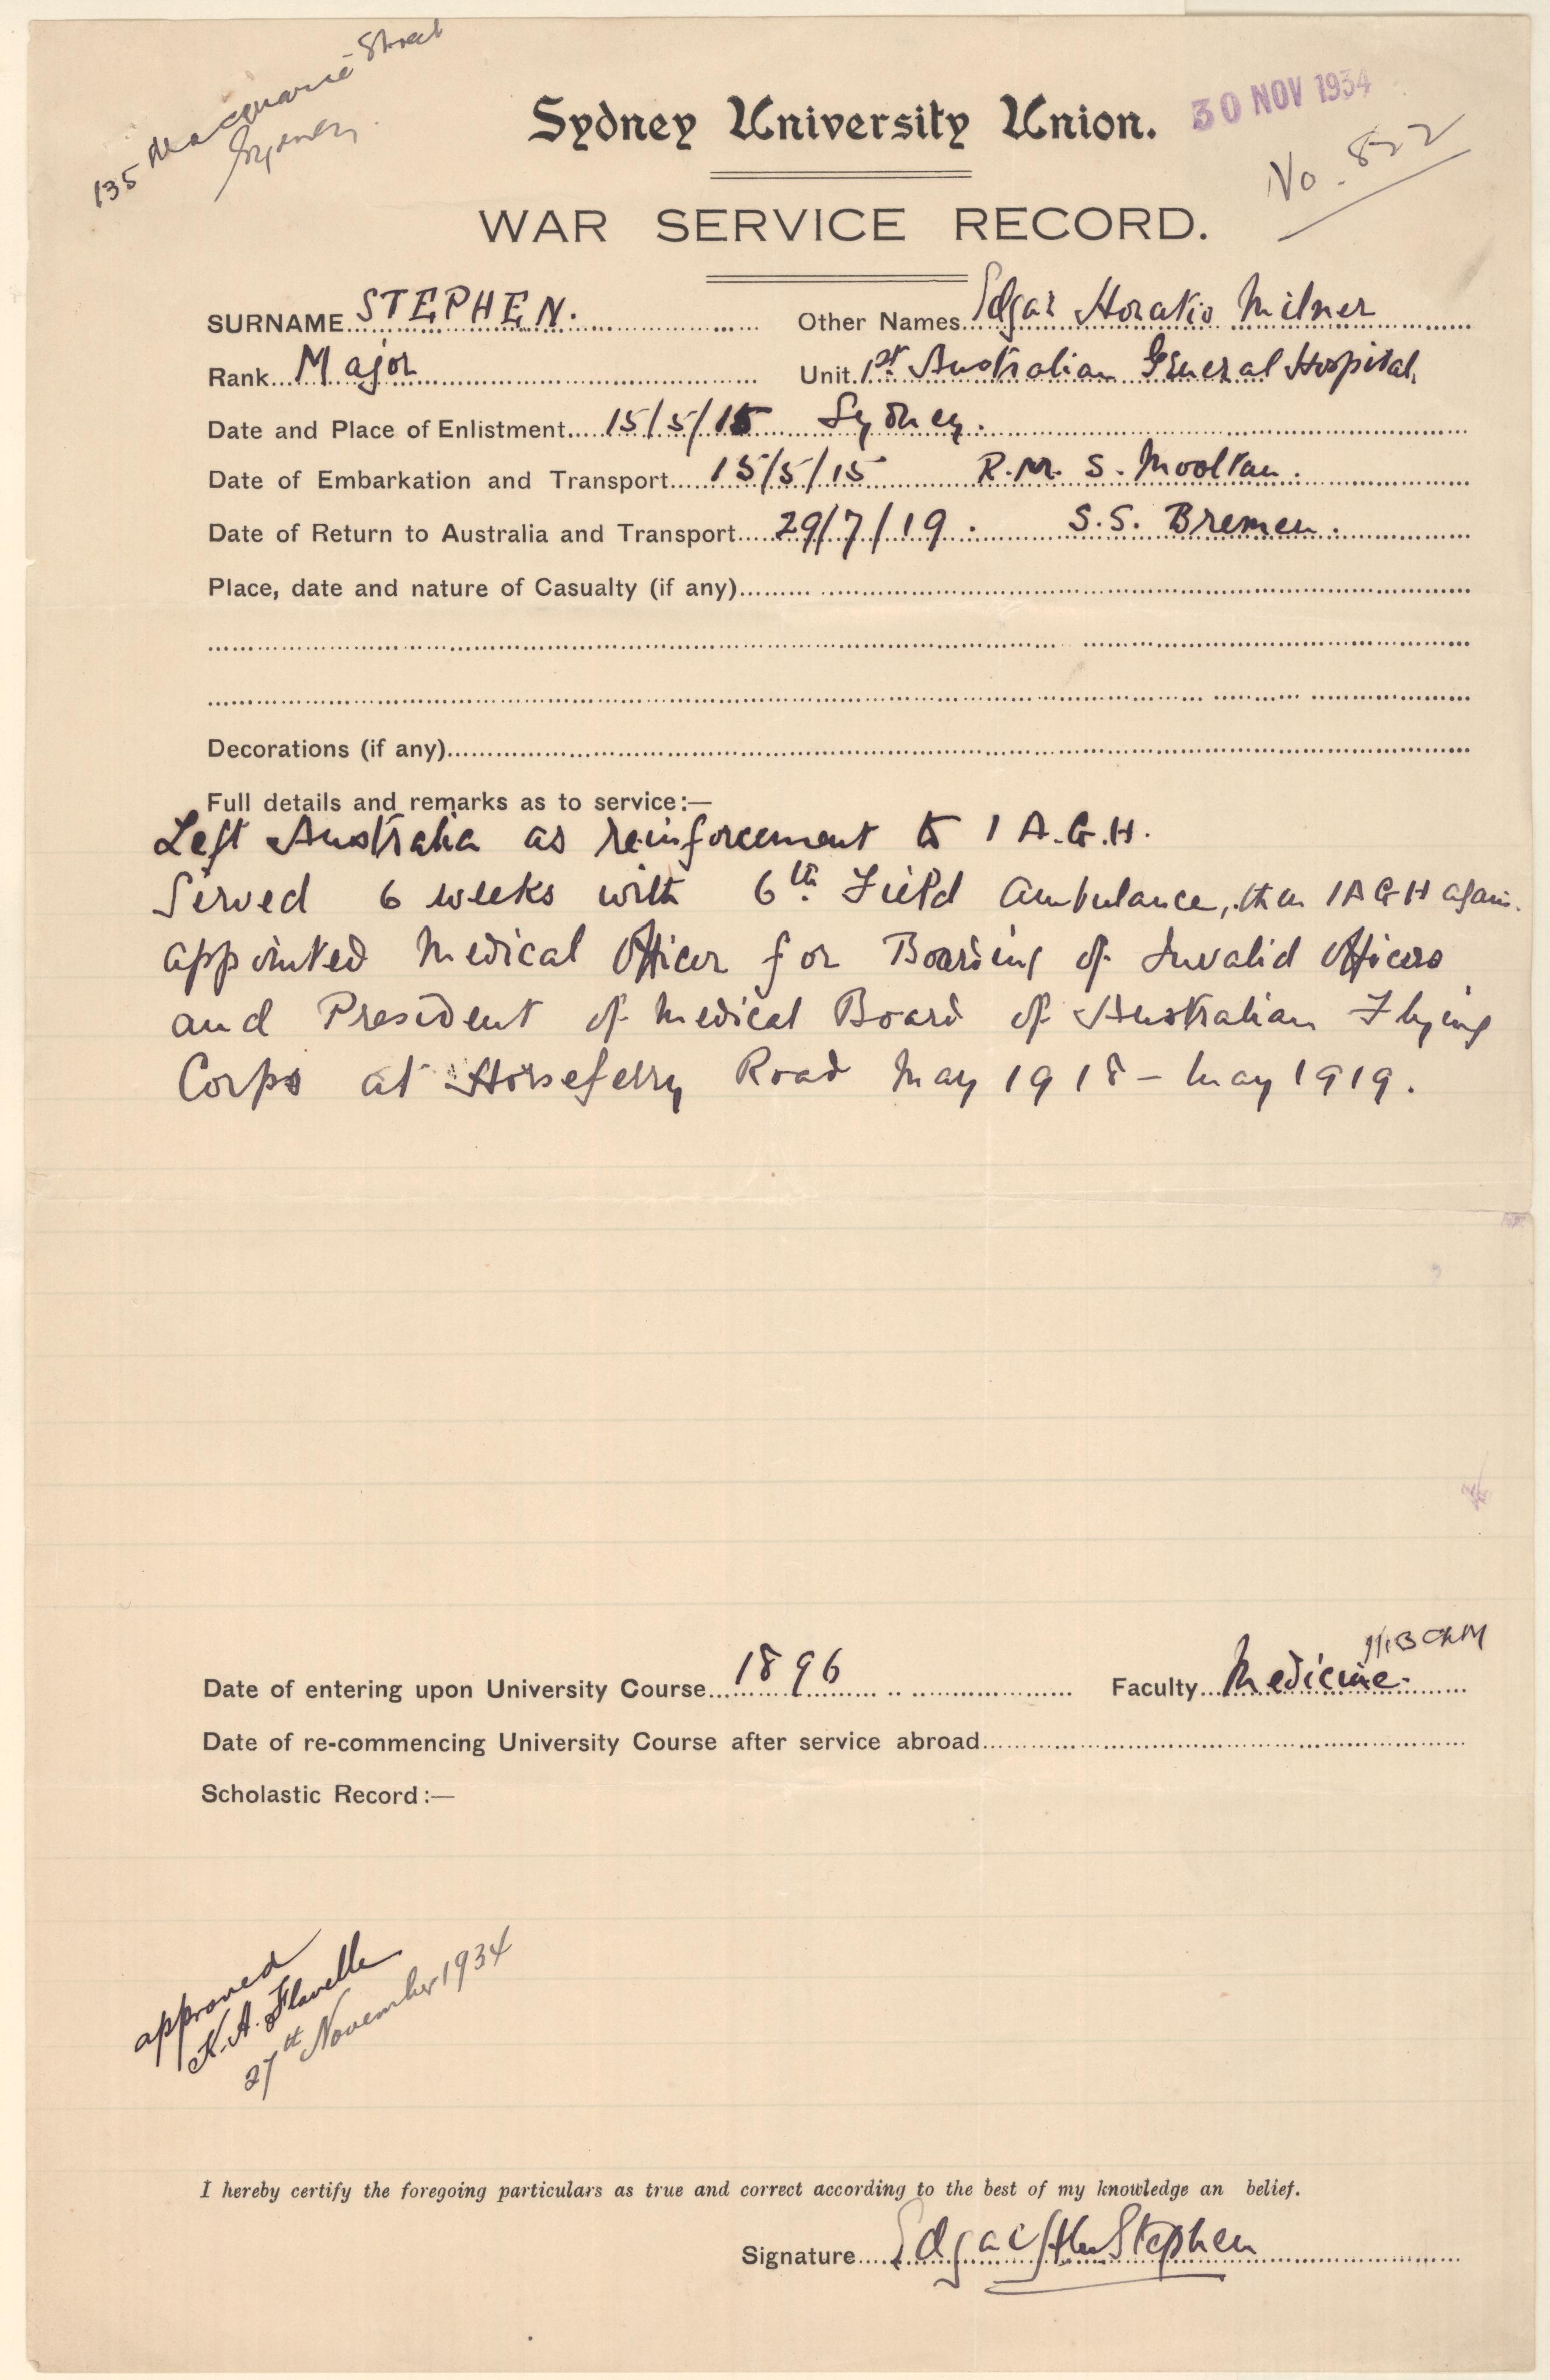 135 Macquarie Street
Sydney
Sydney University Union.
30 NOV 1934
No. 822
WAR SERVICE RECORD.
SURNAME STEPHEN. Other Names Edgar Horatio Milner
Rank Major Unit 1st Australian General Hospital,
Date and Place of Enlistment 15/5/15 Sydney.
Date of Embarkation and Transport 15/5/15 R.M.S. Mooltan.
Date of Return to Australia and Transport 29/7/19. S.S. Bremen.
Place, date and nature of Casualty (if any)
Decorations (if any)
Full details and remarks as to service:—
Left Australia as reinforcement to 1 A.G.H.
Served 6 weeks with 6th Field Ambulance, then 1AGH again.
appointed Medical Officer for Boarding of Invalid Officers
and President of Medical Board of Australian Flying
Corps at Horseferry Road May 1918 – May 1919.
MB ChM
Date of entering upon University Course 1896 Faculty Medicine.
Date of re-commencing University Course after service abroad
Scholastic Record:—
approved
K.A. Flavelle
27th November 1934
I hereby certify the foregoing particulars as true and correct according to the best of my knowledge an belief.
Signature Edgar HM Stephen